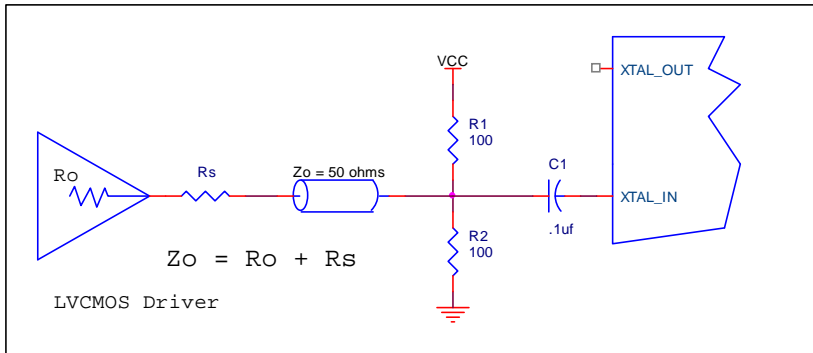 VCC
XTAL_OUT
R1
100
Ro
Rs
Zo = 50 ohms
C1
XTAL_IN
.1uf
R2
100
Zo = Ro + Rs
LVCMOS Driver